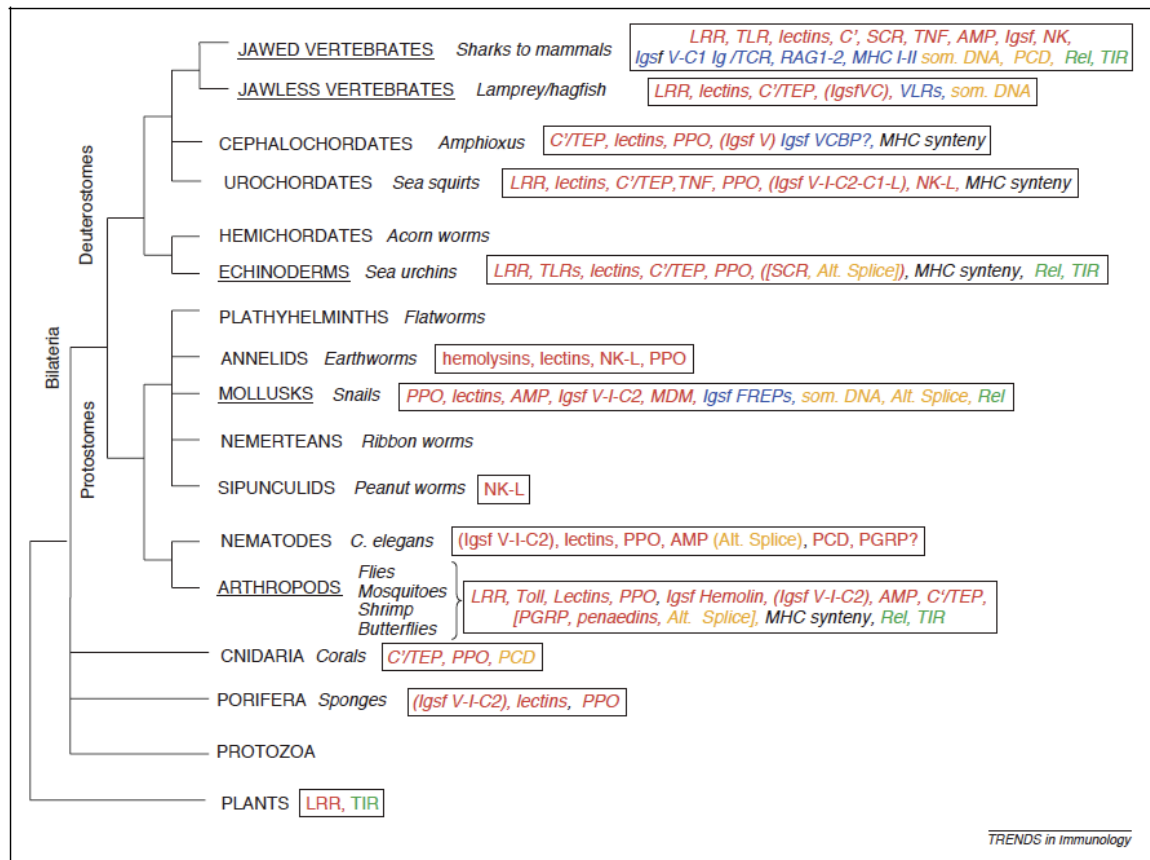 JAWED VERTEBRATES Sharks to mammals LRR, TLR, lectins, C', SCR, TNF, AMP, Igsf, NK,
Igsf V-C1 Ig /TCR, RAG1-2, MHC I-II som. DNA, PCD, Rel, TIR
JAWLESS VERTEBRATES Lamprey/hagfish LRR, lectins, C'/TEP, (IgsfVC), VLRs, som. DNA
CEPHALOCHORDATES Amphioxus C'/TEP, lectins, PPO, (Igsf V) Igsf VCBP?, MHC synteny
UROCHORDATES Sea squirts LRR, lectins, C'/TEP,TNF, PPO, (Igsf V-I-C2-C1-L), NK-L, MHC synteny
Deuterostomes
HEMICHORDATES Acorn worms
ECHINODERMS Sea urchins LRR, TLRs, lectins, C'/TEP, PPO, ([SCR, Alt. Splice]), MHC synteny, Rel, TIR
Bilateria
PLATHYHELMINTHS Flatworms
ANNELIDS Earthworms hemolysins, lectins, NK-L, PPO
MOLLUSKS Snails PPO, lectins, AMP, Igsf V-I-C2, MDM, Igsf FREPs, som. DNA, Alt. Splice, Rel
Protostomes
NEMERTEANS Ribbon worms
SIPUNCULIDS Peanut worms NK-L
NEMATODES C. elegans (Igsf V-I-C2), lectins, PPO, AMP (Alt. Splice), PCD, PGRP?
ARTHROPODS Flies
Mosquitoes
Shrimp
Butterflies
LRR, Toll, Lectins, PPO, Igsf Hemolin, (Igsf V-I-C2), AMP, C'/TEP,
[PGRP, penaedins, Alt. Splice], MHC synteny, Rel, TIR
CNIDARIA Corals C'/TEP, PPO, PCD
PORIFERA Sponges (Igsf V-I-C2), lectins, PPO
PROTOZOA
PLANTS LRR, TIR
TRENDS in Immunology